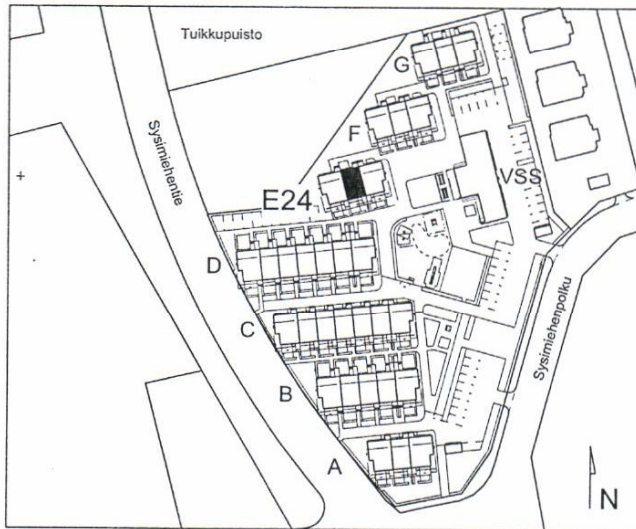 Tuikkupuisto
G
F
Sysimiehentie
VSS
E24
D
C
Sysimiehenpolku
B
A
N